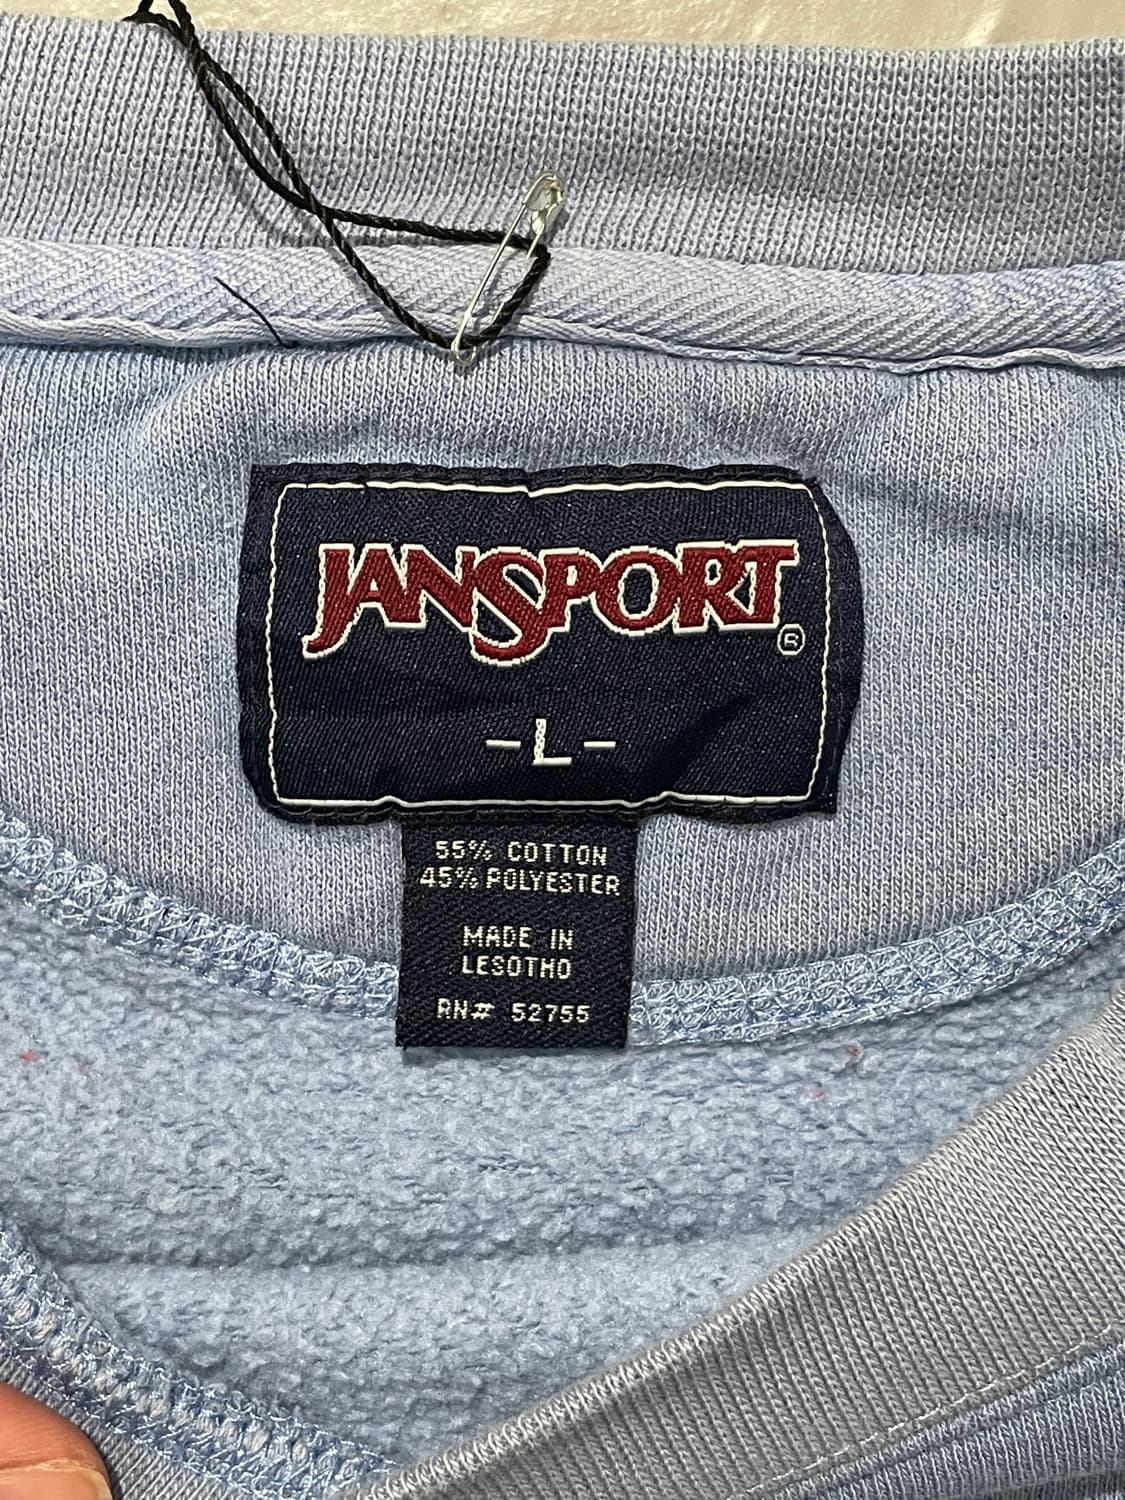 JANSPORT®
-L-
55% COTTON
45% POLYESTER
MADE IN
LESOTHO
RN# 52755